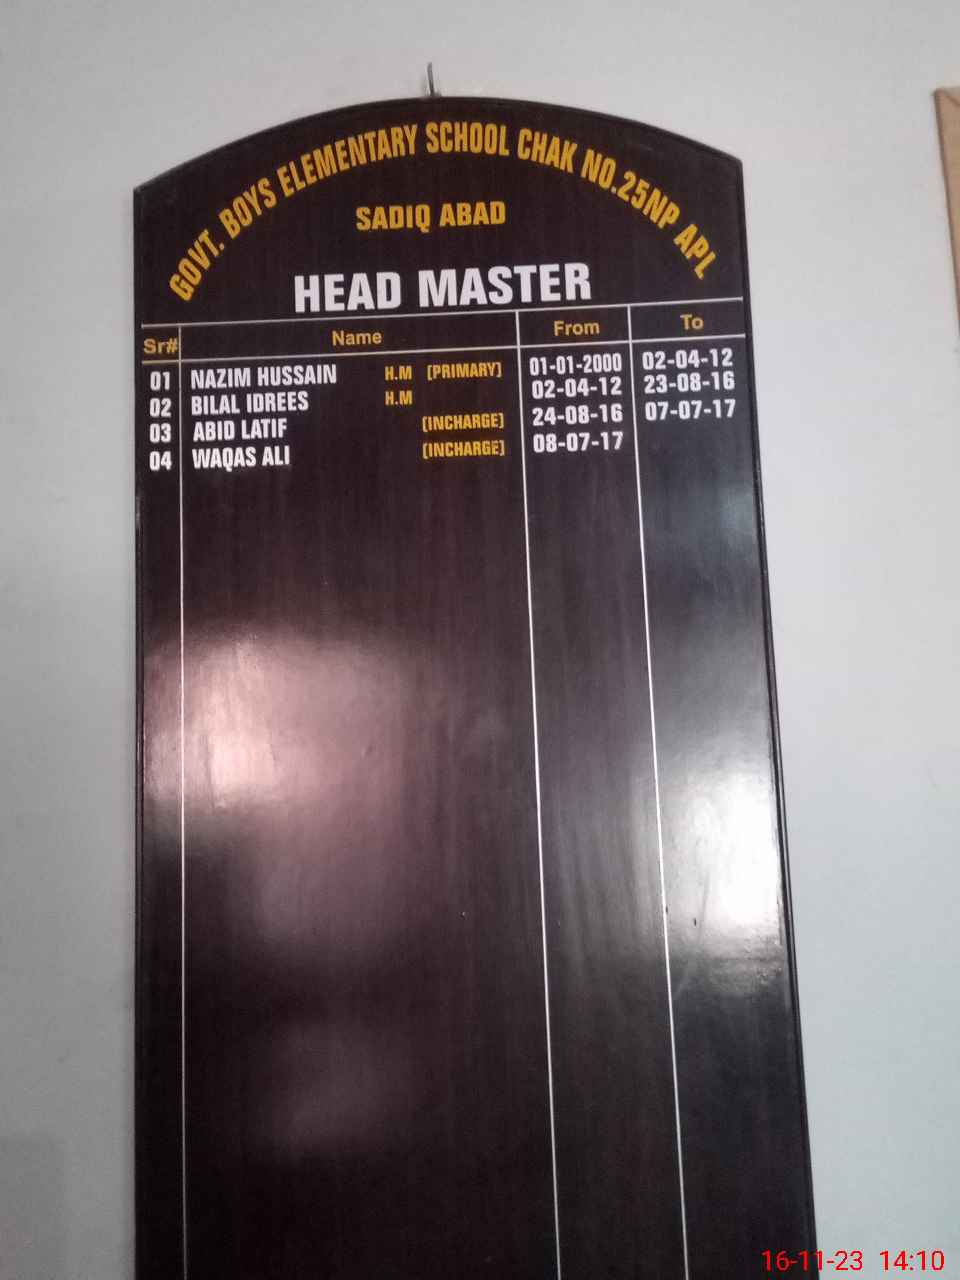 GOVT. BOYS ELEMENTARY SCHOOL CHAK NO.25NP APL
SADIQ ABAD
HEAD MASTER
Sr# Name From To
01 NAZIM HUSSAIN H.M (PRIMARY) 01-01-2000 02-04-12
02 BILAL IDREES H.M 02-04-12 23-08-16
03 ABID LATIF (INCHARGE) 24-08-16 07-07-17
04 WAQAS ALI (INCHARGE) 08-07-17
16-11-23 14:10